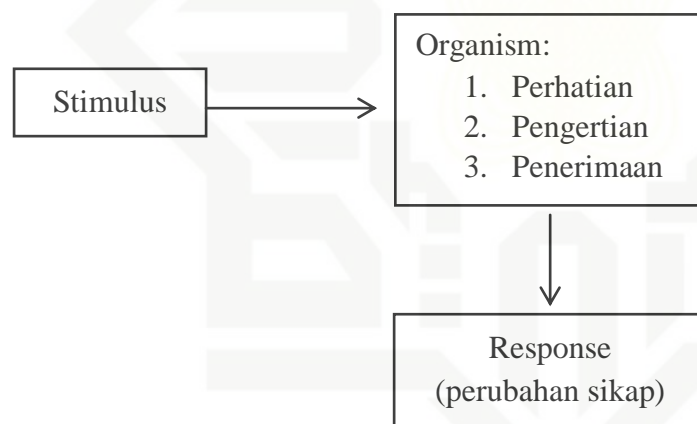 Stimulus
Organism:
1. Perhatian
2. Pengertian
3. Penerimaan
Response
(perubahan sikap)